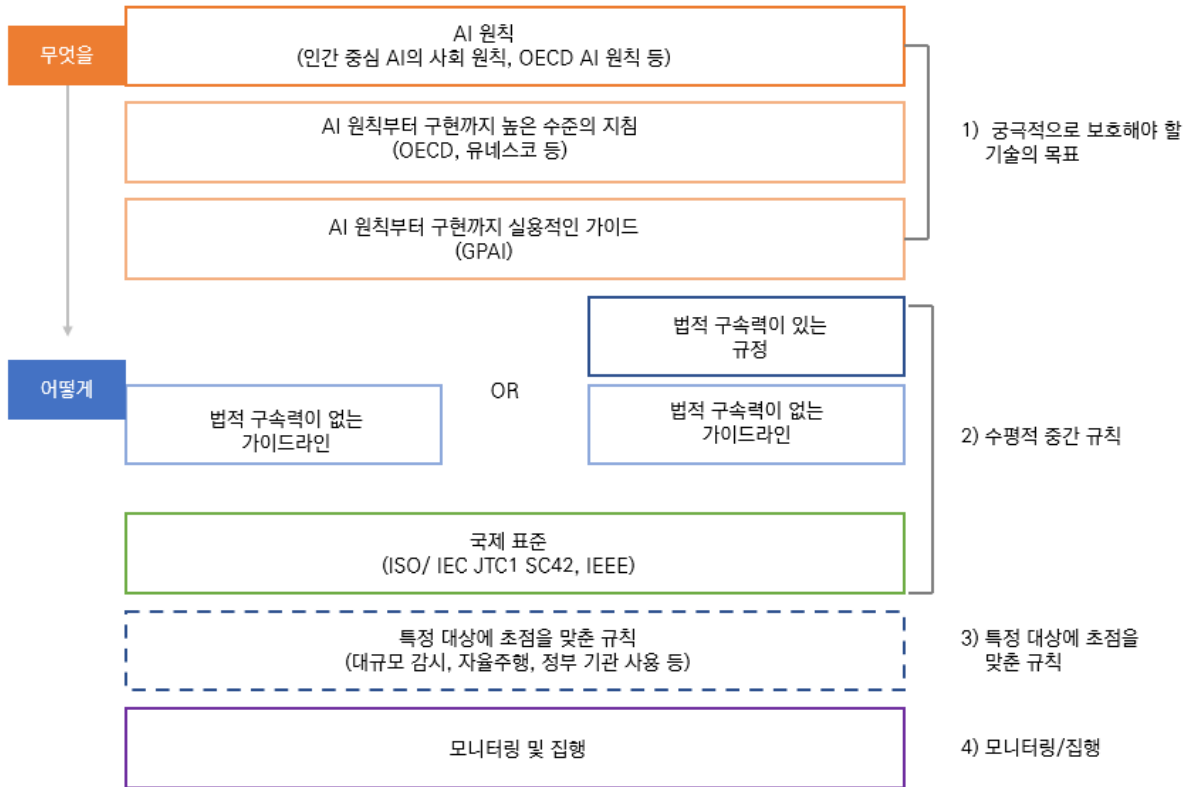 무엇을
AI 원칙
(인간 중심 AI의 사회 원칙, OECD AI 원칙 등)
AI 원칙부터 구현까지 높은 수준의 지침
(OECD, 유네스코 등)
AI 원칙부터 구현까지 실용적인 가이드
(GPAI)
1) 궁극적으로 보호해야 할
기술의 목표
어떻게
법적 구속력이 없는
가이드라인
OR
법적 구속력이 있는
규정
법적 구속력이 없는
가이드라인
2) 수평적 중간 규칙
국제 표준
(ISO/ IEC JTC1 SC42, IEEE)
특정 대상에 초점을 맞춘 규칙
(대규모 감시, 자율주행, 정부 기관 사용 등)
3) 특정 대상에 초점을
맞춘 규칙
모니터링 및 집행
4) 모니터링/집행